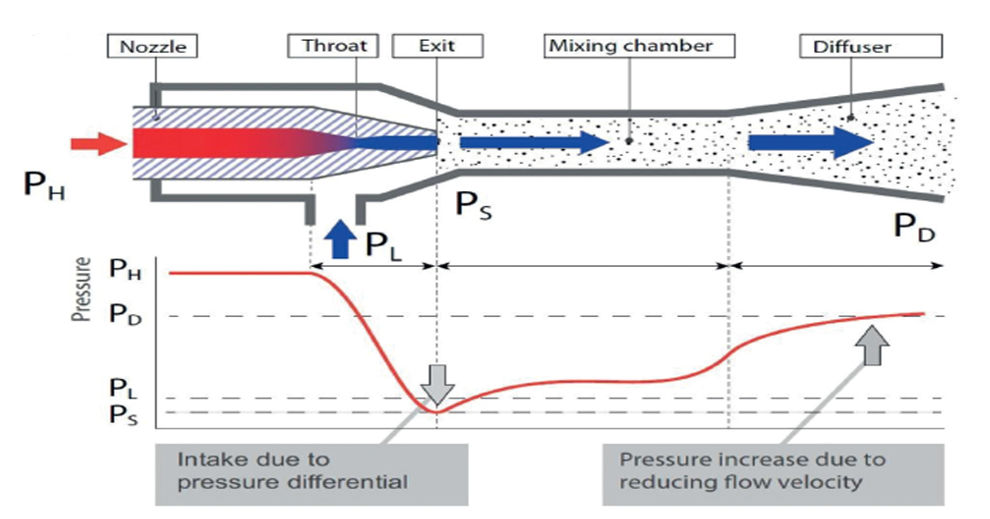 Nozzle
Throat
Exit
Mixing chamber
Diffuser
PH
PS
PL
PD
Pressure
PH
PD
PL
PS
Intake due to
pressure differential
Pressure increase due to
reducing flow velocity